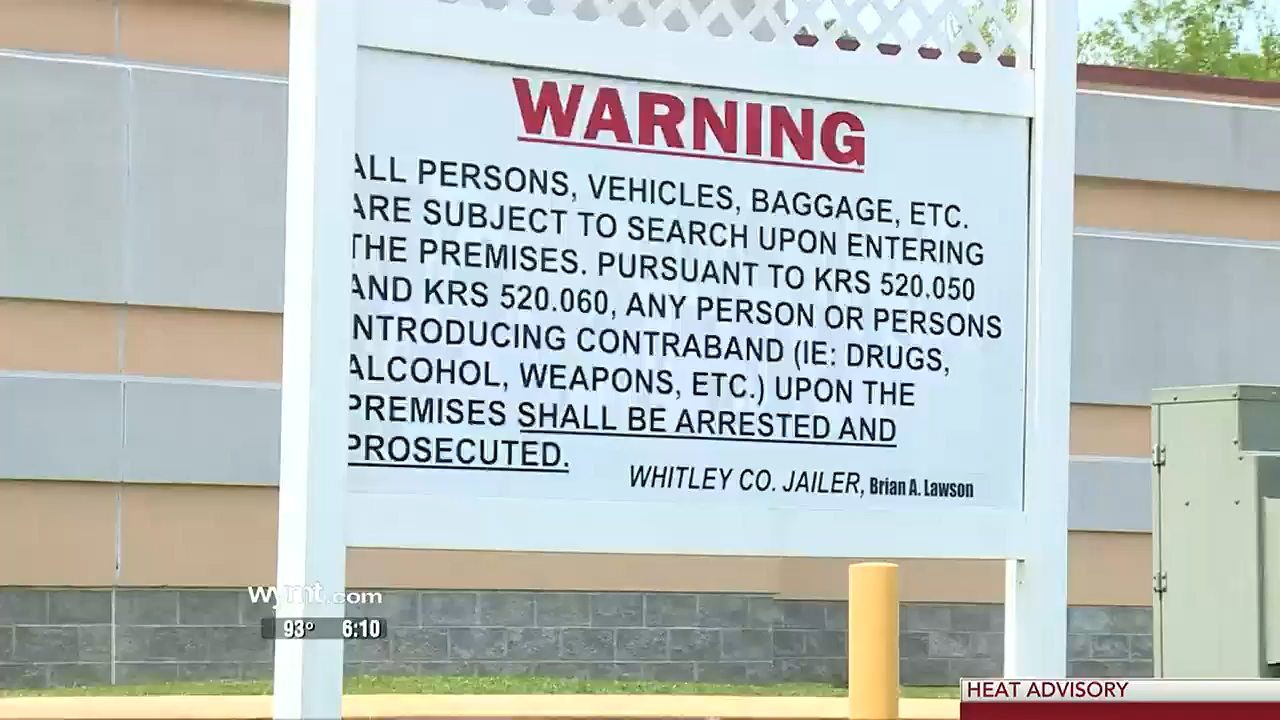 WARNING
ALL PERSONS, VEHICLES, BAGGAGE, ETC.
ARE SUBJECT TO SEARCH UPON ENTERING
THE PREMISES. PURSUANT TO KRS 520.050
AND KRS 520.060, ANY PERSON OR PERSONS
INTRODUCING CONTRABAND (IE: DRUGS,
ALCOHOL, WEAPONS, ETC.) UPON THE
PREMISES SHALL BE ARRESTED AND
PROSECUTED.
WHITLEY CO. JAILER, Brian A. Lawson
wymt.com
93° 6:10
HEAT ADVISORY